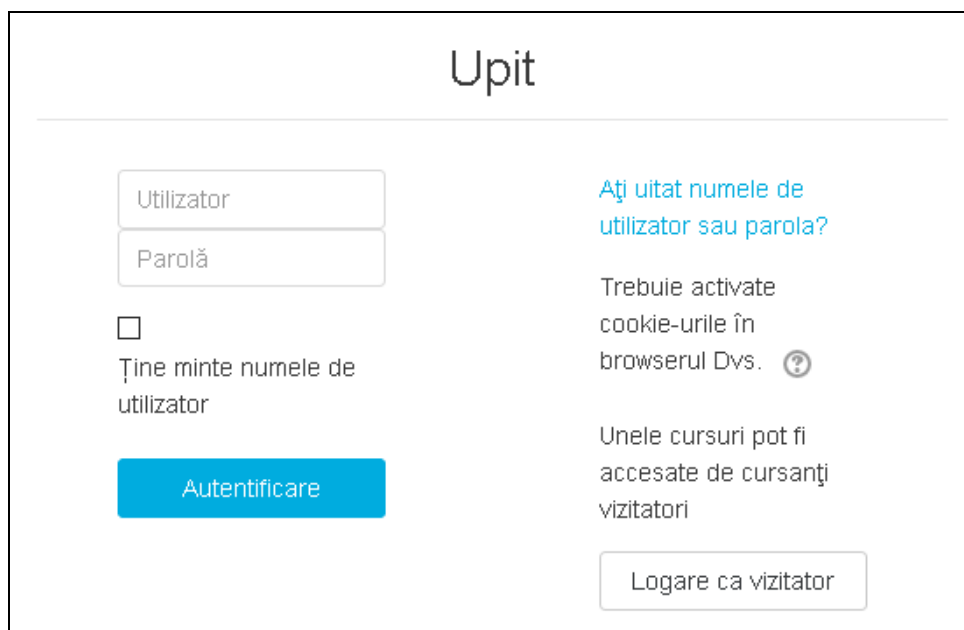 Upit
Utilizator
Parolă
Ține minte numele de
utilizator
Autentificare
Aţi uitat numele de
utilizator sau parola?
Trebuie activate
cookie-urile în
browserul Dvs. ?
Unele cursuri pot fi
accesate de cursanţi
vizitatori
Logare ca vizitator